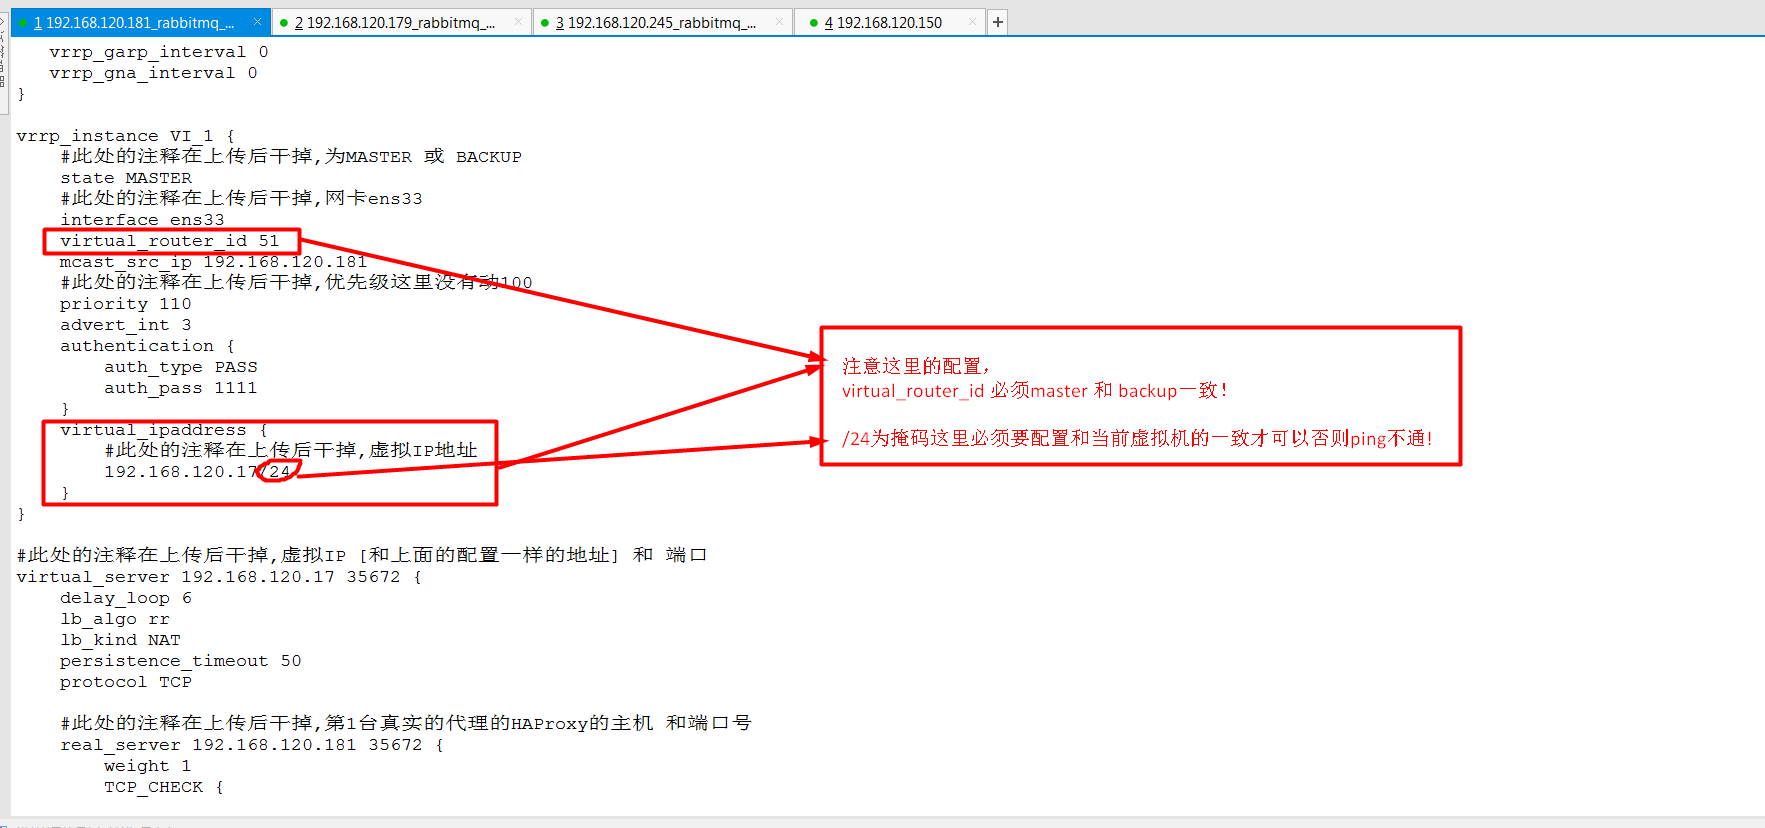 1 192.168.120.181_rabbitmq_...
2 192.168.120.179_rabbitmq_...
3 192.168.120.245_rabbitmq_...
4 192.168.120.150
vrrp_garp_interval 0
vrrp_gna_interval 0
}
vrrp_instance VI_1 {
#此处的注释在上传后干掉,为MASTER 或 BACKUP
state MASTER
#此处的注释在上传后干掉,网卡ens33
interface ens33
virtual_router_id 51
mcast_src_ip 192.168.120.181
#此处的注释在上传后干掉,优先级这里没有动100
priority 110
advert_int 3
authentication {
auth_type PASS
auth_pass 1111
}
virtual_ipaddress {
#此处的注释在上传后干掉,虚拟IP地址
192.168.120.17/24
}
}
注意这里的配置，
virtual_router_id 必须master 和 backup一致！
/24为掩码这里必须要配置和当前虚拟机的一致才可以否则ping不通！
#此处的注释在上传后干掉,虚拟IP [和上面的配置一样的地址] 和 端口
virtual_server 192.168.120.17 35672 {
delay_loop 6
lb_algo rr
lb_kind NAT
persistence_timeout 50
protocol TCP
#此处的注释在上传后干掉,第1台真实的代理的HAProxy的主机 和端口号
real_server 192.168.120.181 35672 {
weight 1
TCP_CHECK {